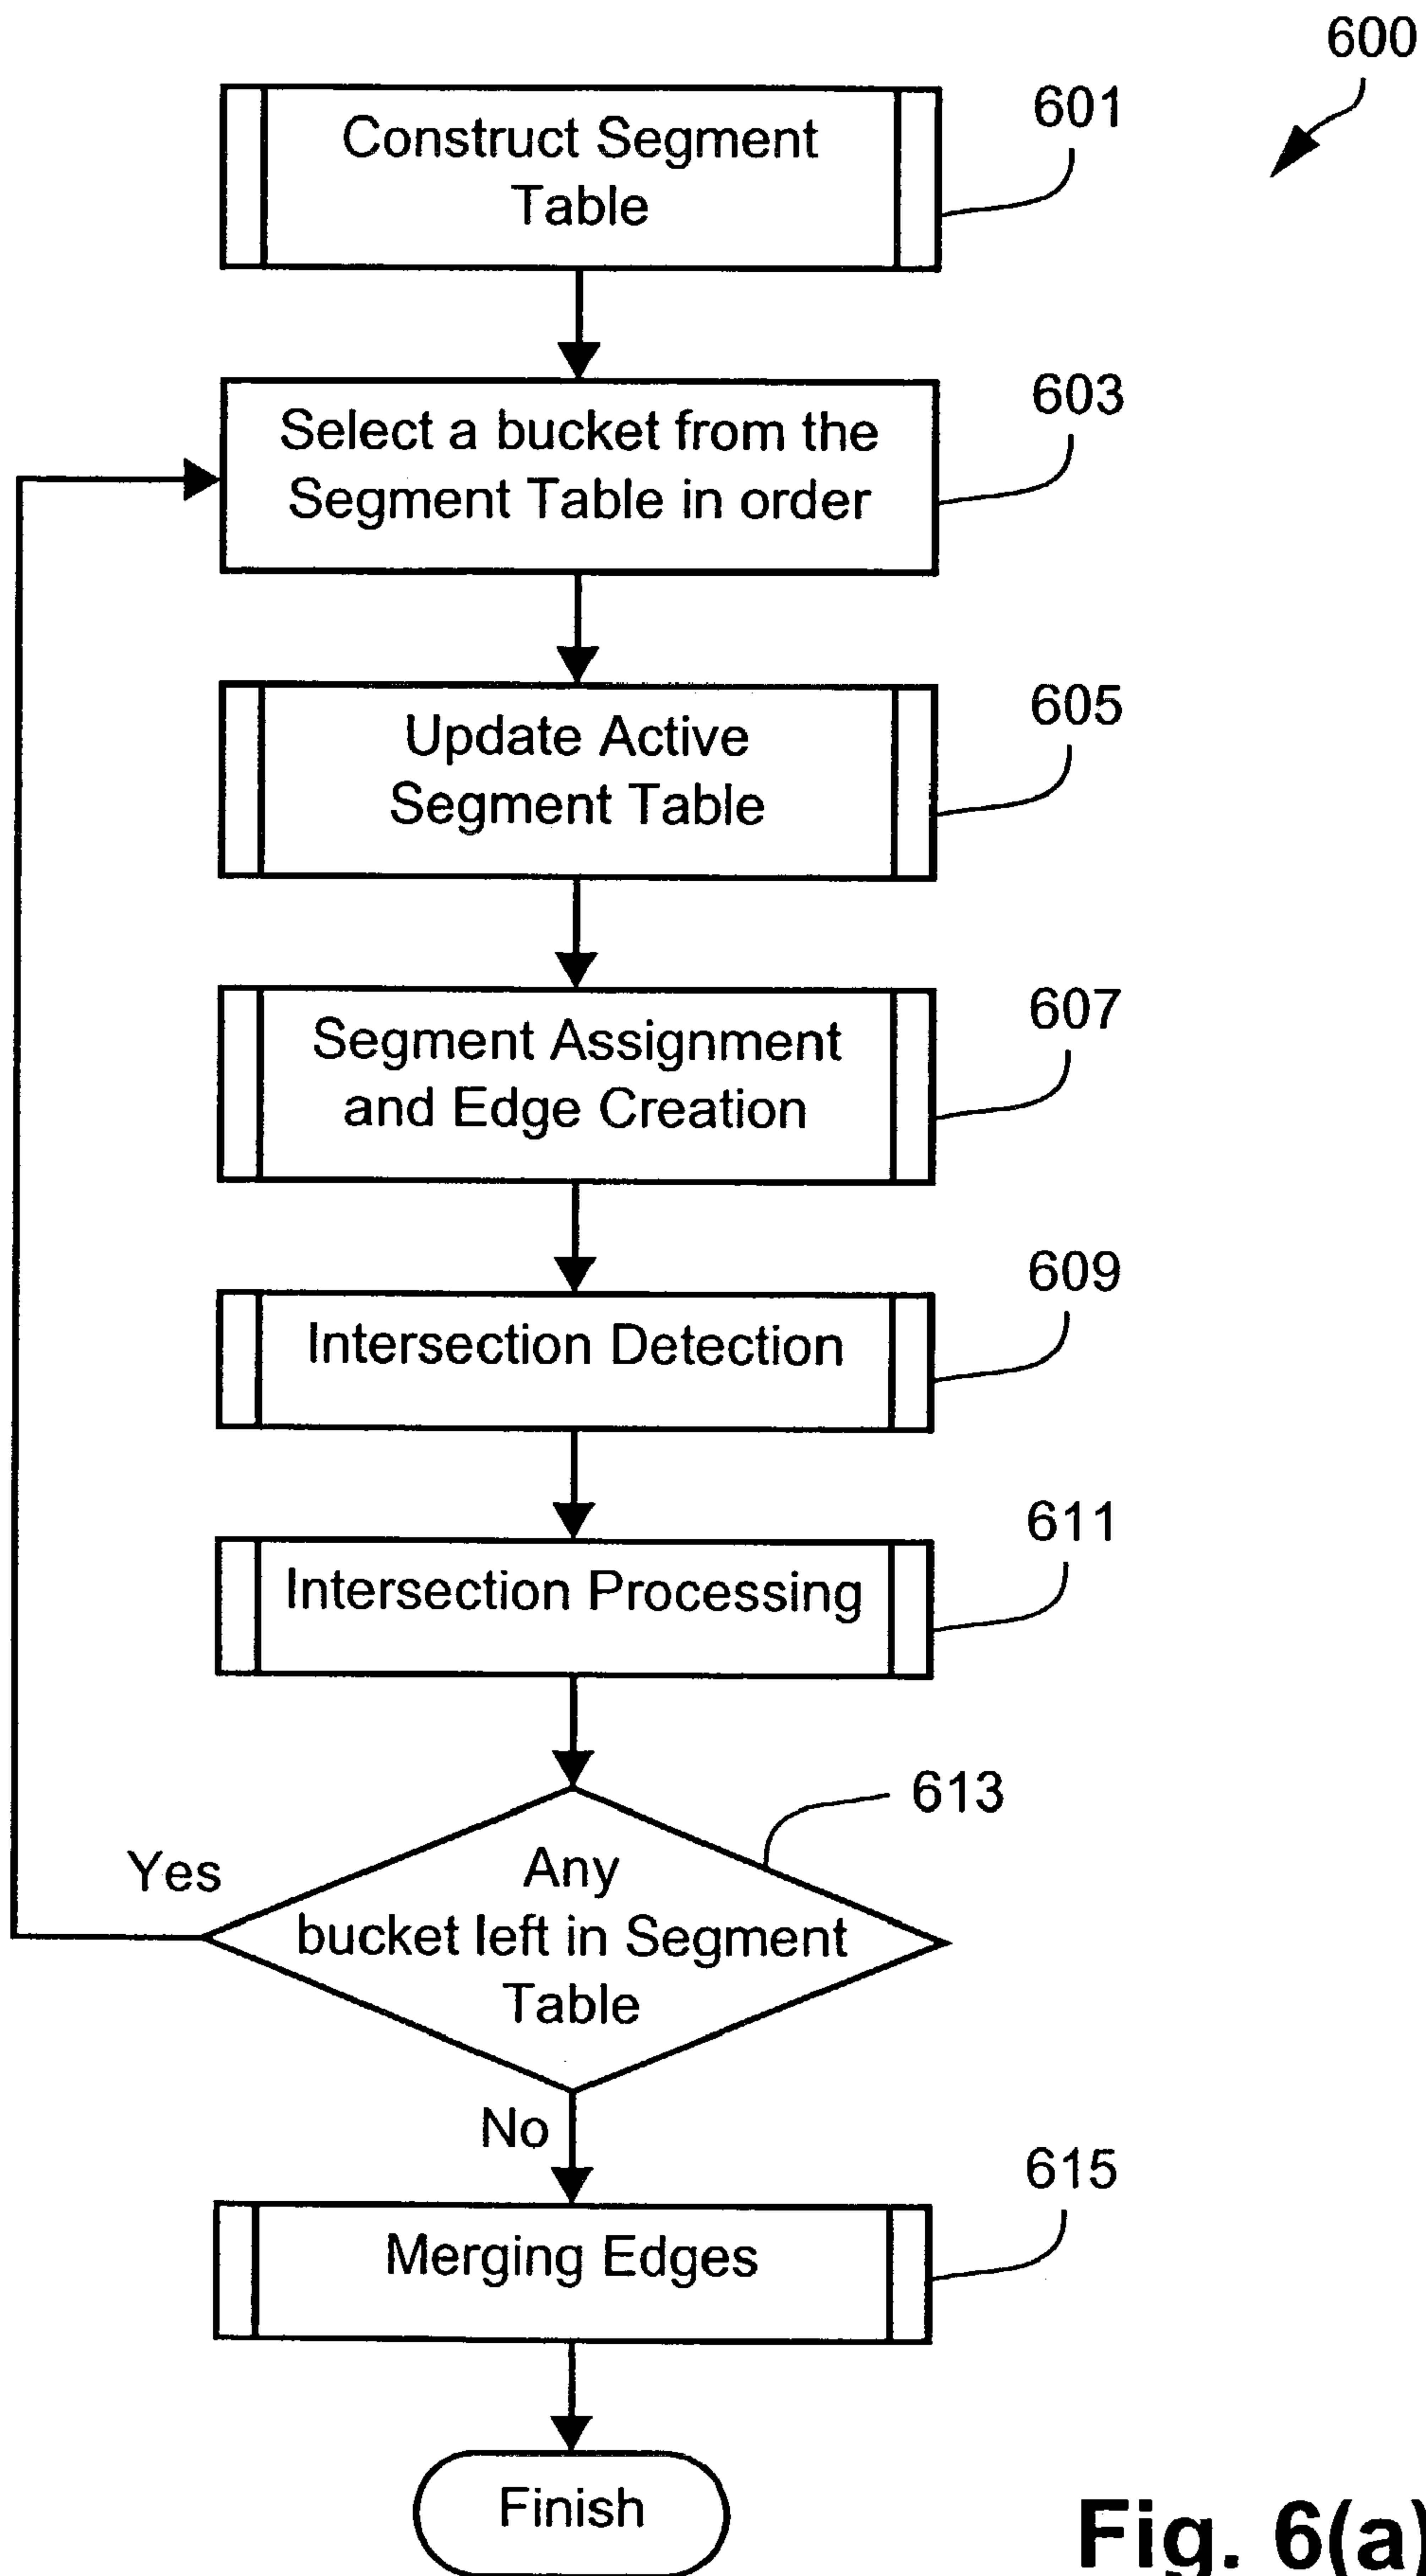 600
Construct Segment
Table
601
Select a bucket from the
Segment Table in order
603
Update Active
Segment Table
605
Segment Assignment
and Edge Creation
607
Intersection Detection
609
Intersection Processing
611
Any
bucket left in Segment
Table
613
Yes
No
Merging Edges
615
Finish
Fig. 6(a)